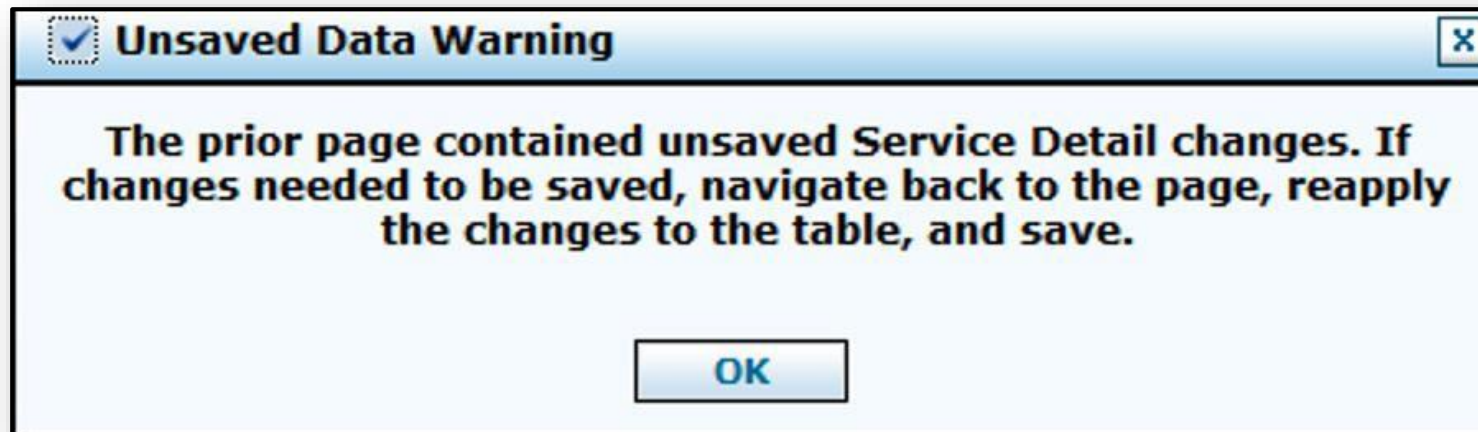 Unsaved Data Warning
X
The prior page contained unsaved Service Detail changes. If
changes needed to be saved, navigate back to the page, reapply
the changes to the table, and save.
OK